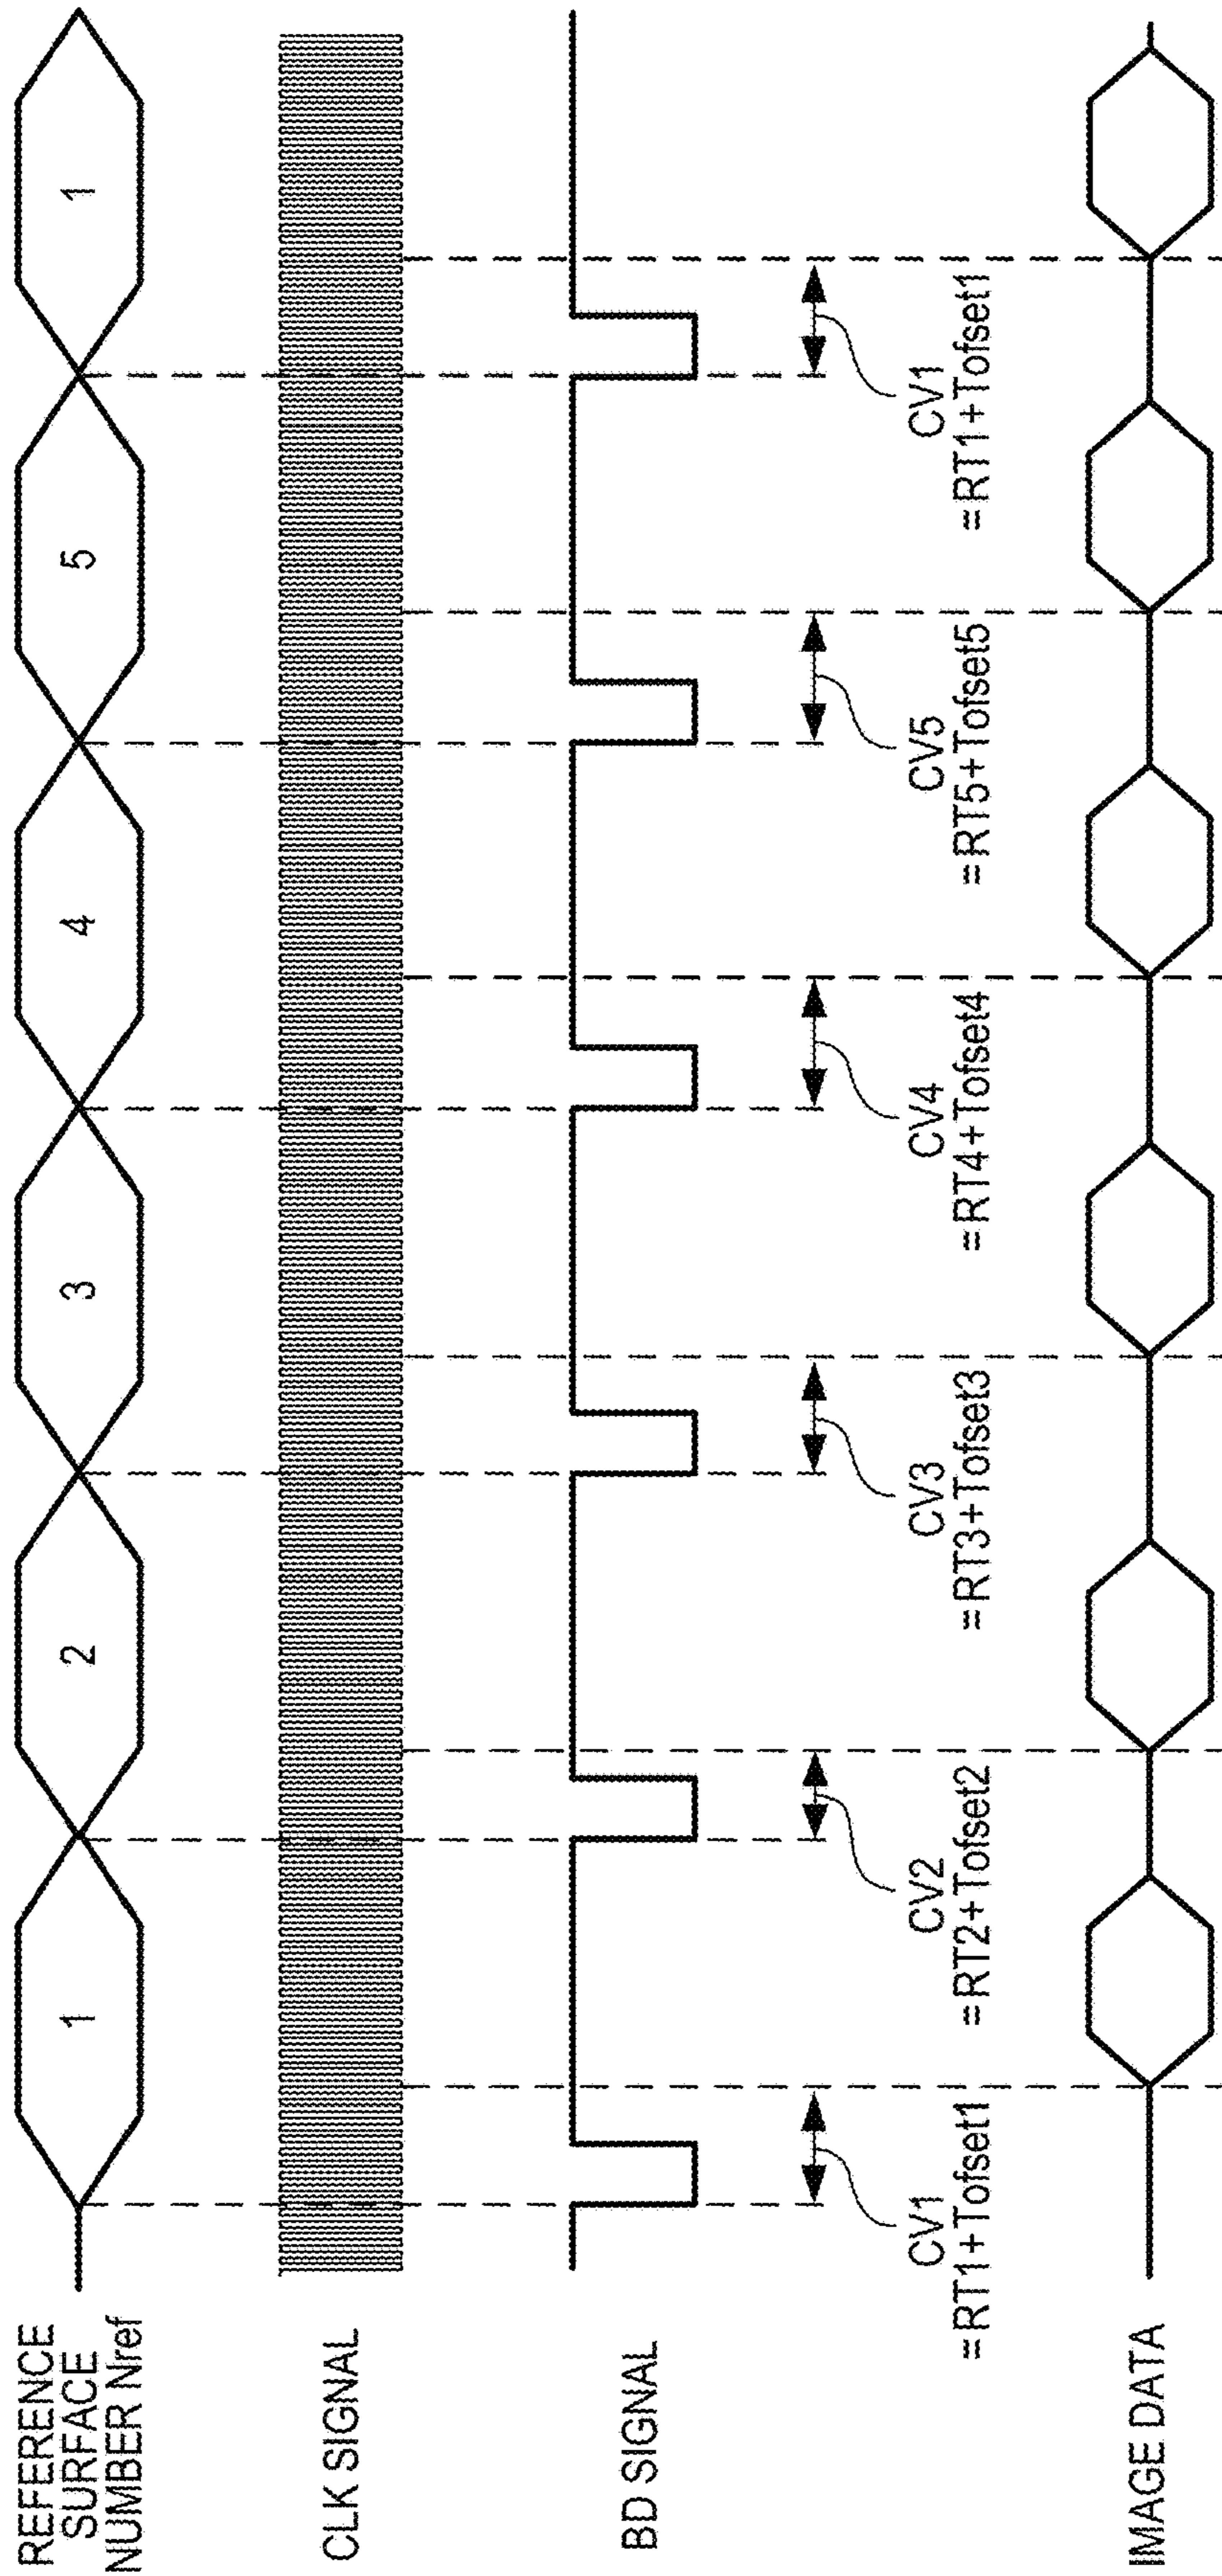 REFERENCE
SURFACE
NUMBER Nref
1
2
3
4
5
1
CLK SIGNAL
BD SIGNAL
CV1
=RT1+Tofset1
CV2
=RT2+Tofset2
CV3
=RT3+Tofset3
CV4
=RT4+Tofset4
CV5
=RT5+Tofset5
CV1
=RT1+Tofset1
IMAGE DATA